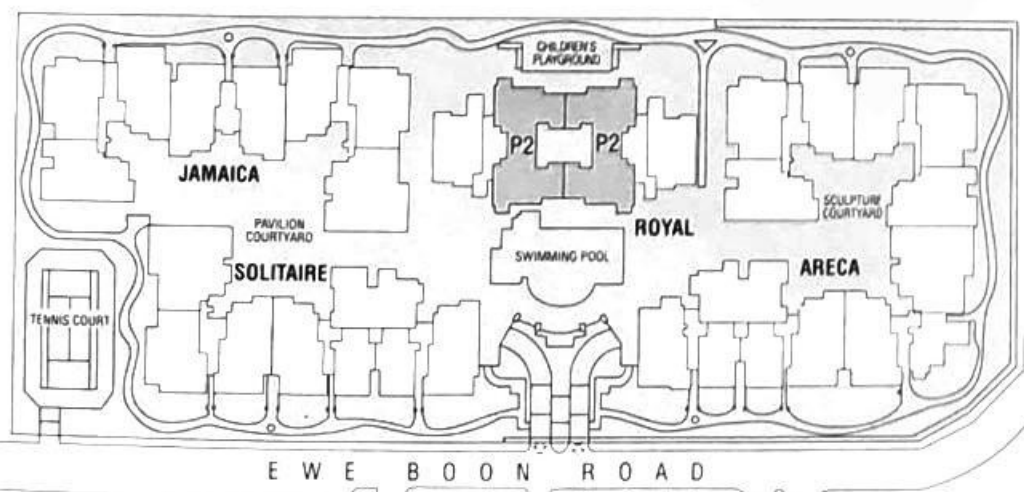 CHILDREN'S
PLAYGROUND
P2
P2
JAMAICA
SCULPTURE
COURTYARD
PAVILION
COURTYARD
ROYAL
SWIMMING POOL
SOLITAIRE
ARECA
TENNIS COURT
EWE BOON ROAD